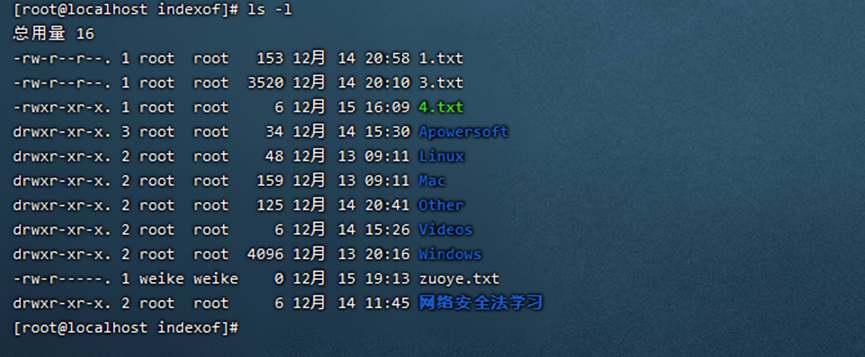 [root@localhost indexof]# ls -l
总用量 16
-rw-r--r--. 1 root  root   153 12月  14 20:58 1.txt
-rw-r--r--. 1 root  root  3520 12月  14 20:10 3.txt
-rwxr-xr-x. 1 root  root     6 12月  15 16:09 4.txt
drwxr-xr-x. 3 root  root    34 12月  14 15:30 Apowersoft
drwxr-xr-x. 2 root  root    48 12月  13 09:11 Linux
drwxr-xr-x. 2 root  root   159 12月  13 09:11 Mac
drwxr-xr-x. 2 root  root   125 12月  14 20:41 Other
drwxr-xr-x. 2 root  root     6 12月  14 15:26 Videos
drwxr-xr-x. 2 root  root  4096 12月  13 20:16 Windows
-rw-r-----. 1 weike weike    0 12月  15 19:13 zuoye.txt
drwxr-xr-x. 2 root  root     6 12月  14 11:45 网络安全法学习
[root@localhost indexof]#